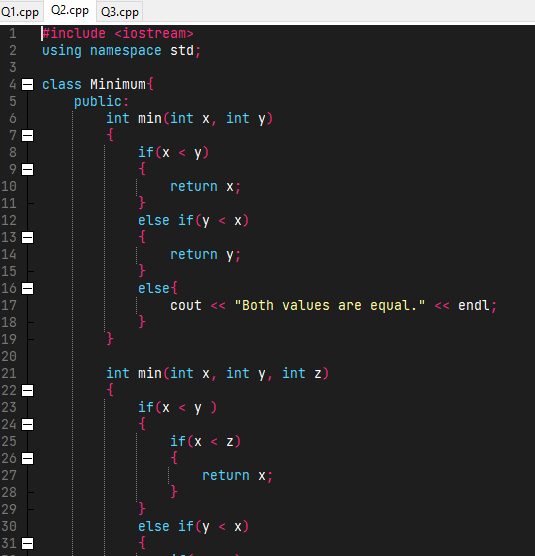 Q1.cpp Q2.cpp Q3.cpp
1 #include <iostream>
2 using namespace std;
3
4 class Minimum{
5 public:
6 int min(int x, int y)
7 {
8 if(x < y)
9 {
10 return x;
11 }
12 else if(y < x)
13 {
14 return y;
15 }
16 else{
17 cout << "Both values are equal." << endl;
18 }
19 }
20
21 int min(int x, int y, int z)
22 {
23 if(x < y )
24 {
25 if(x < z)
26 {
27 return x;
28 }
29 }
30 else if(y < x)
31 {